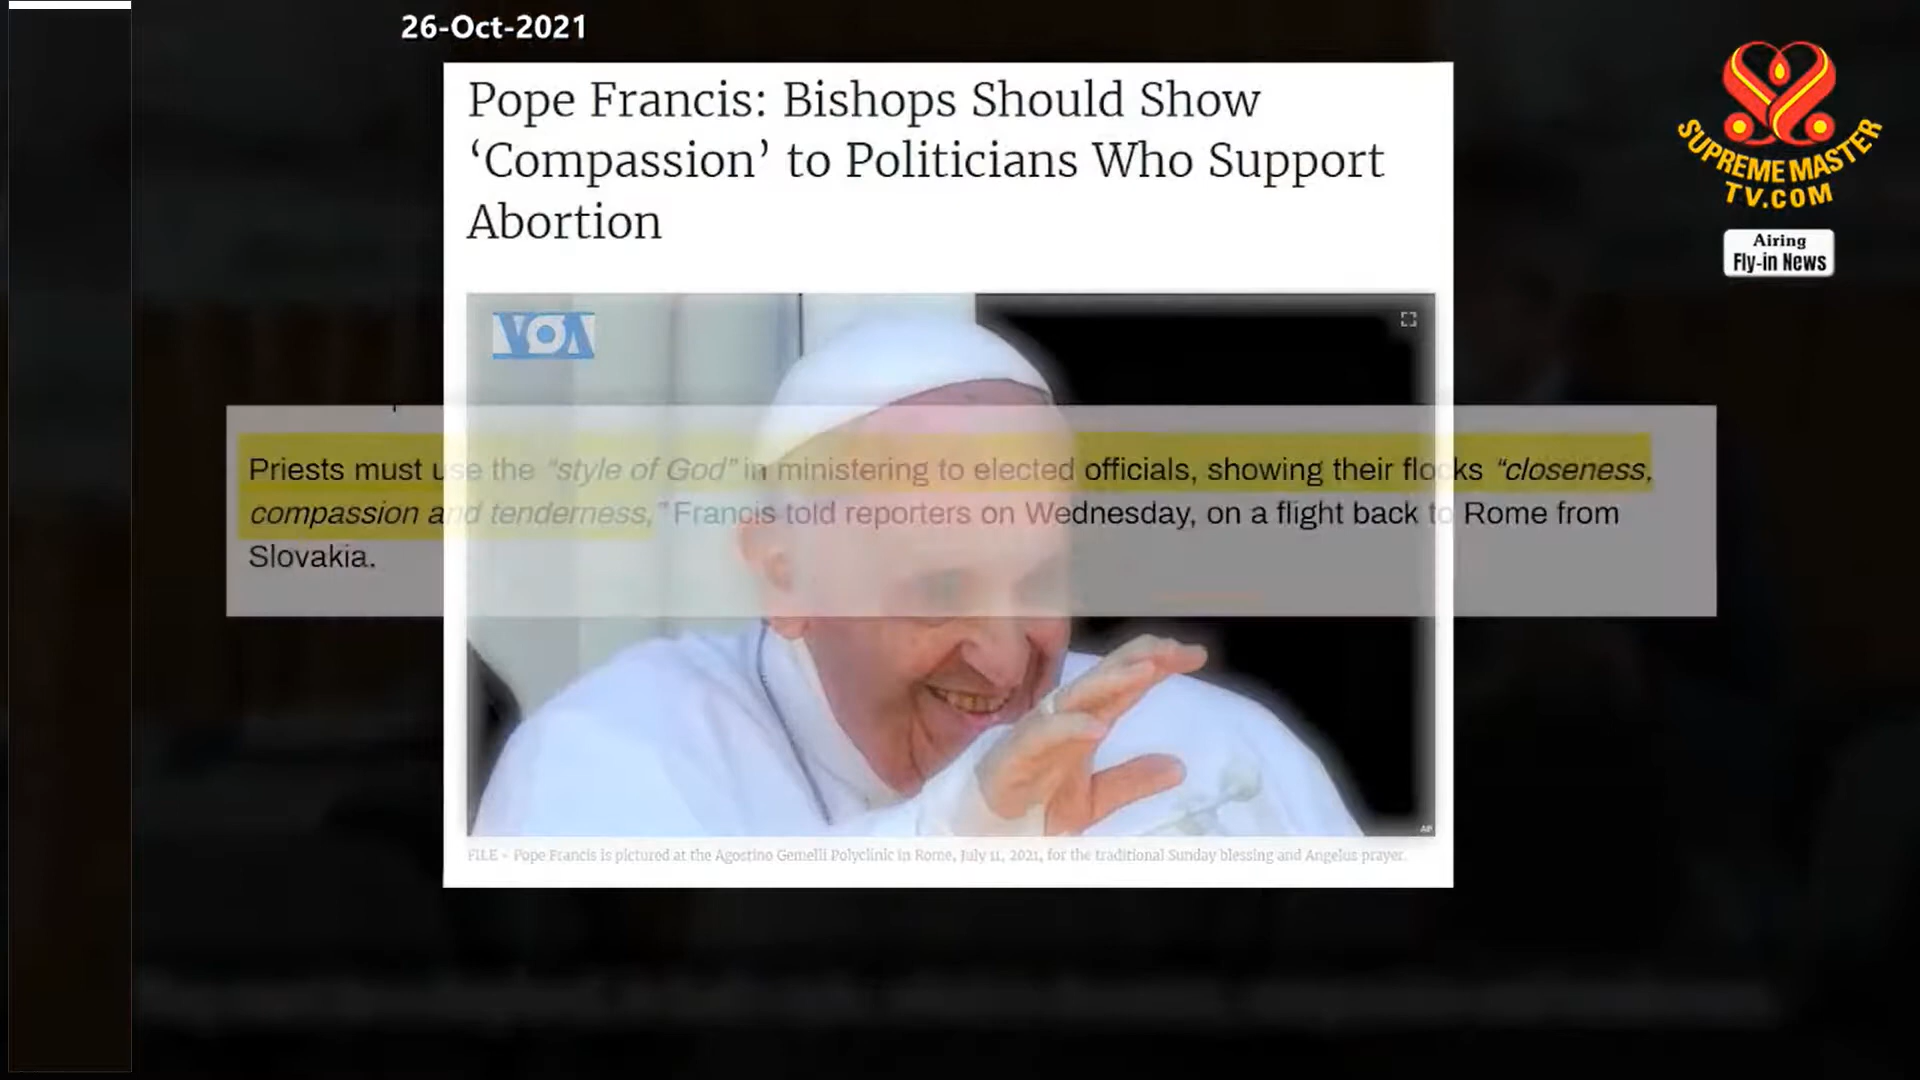 26-Oct-2021
Pope Francis: Bishops Should Show
‘Compassion’ to Politicians Who Support
Abortion
SUPREME MASTER
TV.COM
Airing
Fly-in News
VOA
Priests must use the “style of God” in ministering to elected officials, showing their flocks “closeness,
compassion and tenderness,” Francis told reporters on Wednesday, on a flight back to Rome from
Slovakia.
AP
FILE - Pope Francis is pictured at the Agostino Gemelli Polyclinic in Rome, July 11, 2021, for the traditional Sunday blessing and Angelus prayer.